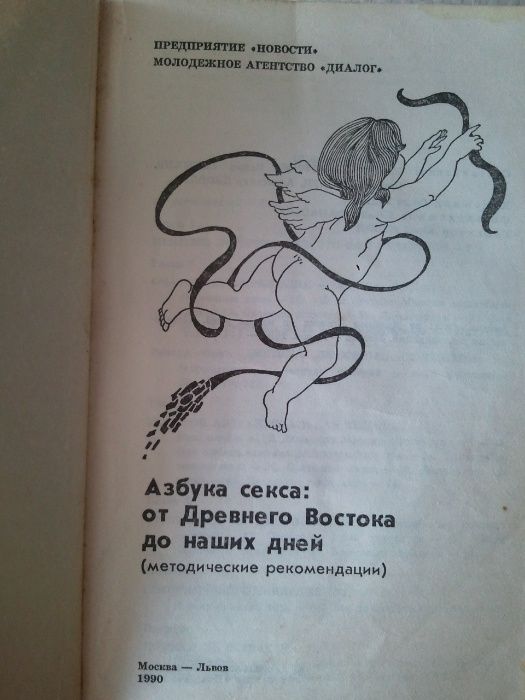 ПРЕДПРИЯТИЕ «НОВОСТИ»
МОЛОДЕЖНОЕ АГЕНТСТВО «ДИАЛОГ»
Азбука секса:
от Древнего Востока
до наших дней
(методические рекомендации)
Москва — Львов
1990